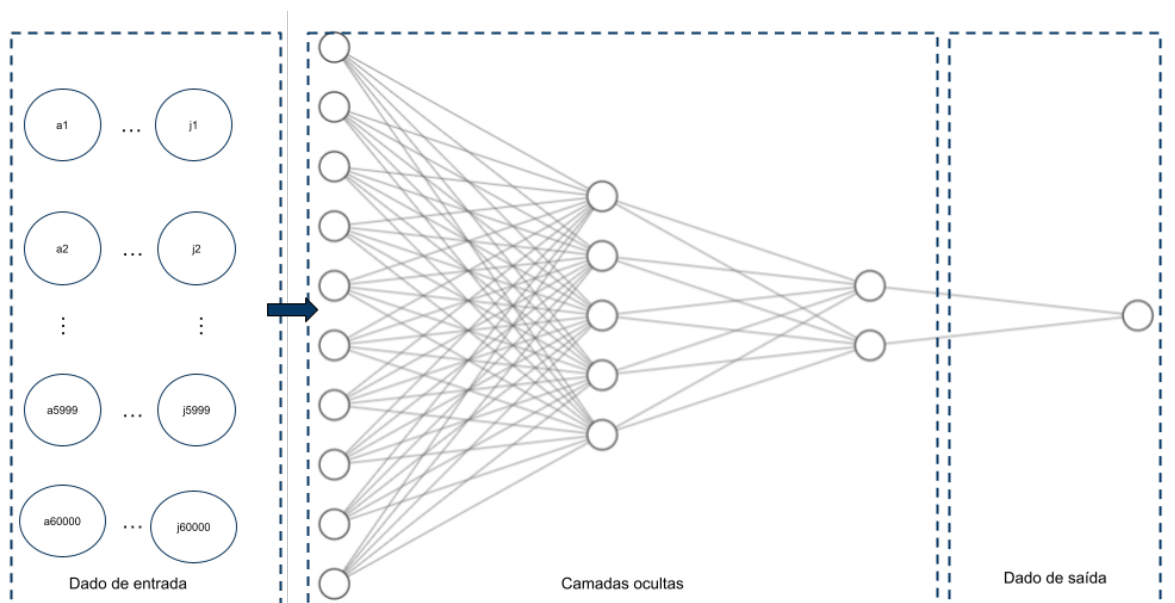 a1 ... j1
a2 ... j2
⋮ ⋮
a5999 ... j5999
a60000 ... j60000
Dado de entrada
Camadas ocultas
Dado de saída